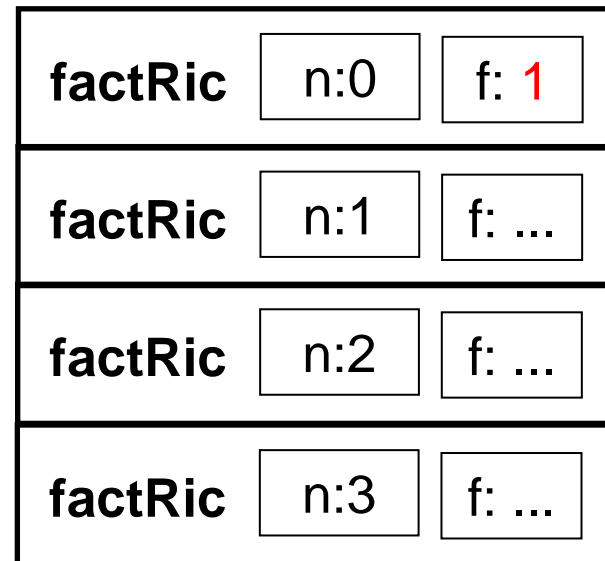 factRic n:0 f: 1
factRic n:1 f: ...
factRic n:2 f: ...
factRic n:3 f: ...